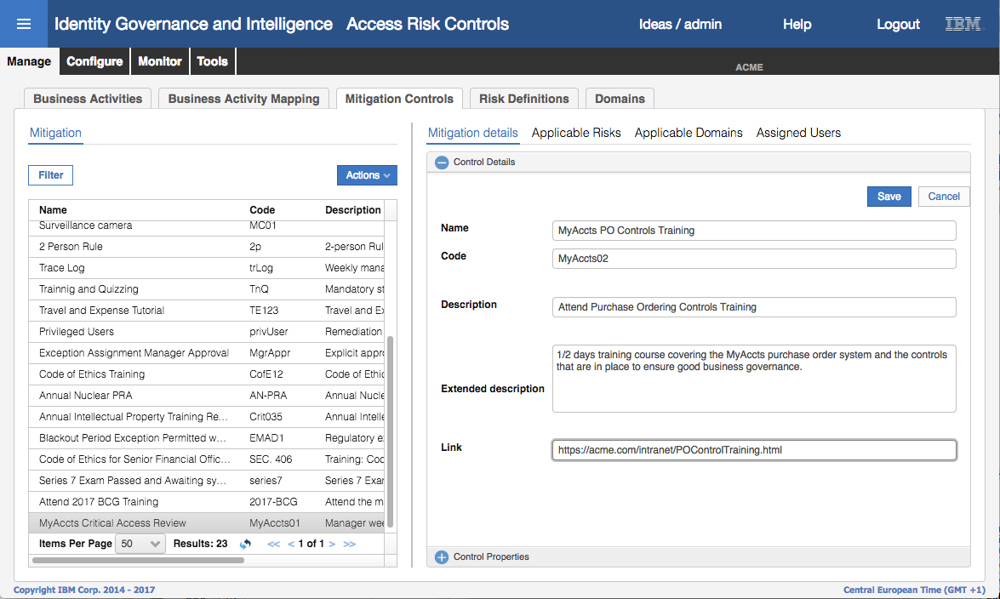 Identity Governance and Intelligence Access Risk Controls Ideas / admin Help Logout IBM
Manage Configure Monitor Tools ACME
Business Activities Business Activity Mapping Mitigation Controls Risk Definitions Domains
Mitigation
Filter Actions
Name Code Description
Surveillance camera MC01
2 Person Rule 2p 2-person Rul
Trace Log trLog Weekly mana
Trainnig and Quizzing TnQ Mandatory st
Travel and Expense Tutorial TE123 Travel and Ex
Privileged Users privUser Remediation
Exception Assignment Manager Approval MgrAppr Explicit appro
Code of Ethics Training CofE12 Code of Ethic
Annual Nuclear PRA AN-PRA Annual Nucle
Annual Intellectual Property Training Re... Crit035 Annual Intelle
Blackout Period Exception Permitted w... EMAD1 Regulatory e
Code of Ethics for Senior Financial Offic... SEC. 406 Training: Coc
Series 7 Exam Passed and Awaiting sy... series7 Series 7 Exar
Attend 2017 BCG Training 2017-BCG Attend the m
MyAccts Critical Access Review MyAccts01 Manager wee
Items Per Page 50 Results: 23 << < 1 of 1 > >>
Mitigation details Applicable Risks Applicable Domains Assigned Users
Control Details
Save Cancel
Name MyAccts PO Controls Training
Code MyAccts02
Description Attend Purchase Ordering Controls Training
Extended description 1/2 days training course covering the MyAccts purchase order system and the controls
that are in place to ensure good business governance.
Link https://acme.com/intranet/POControlTraining.html
Control Properties
Copyright IBM Corp. 2014 - 2017 Central European Time (GMT +1)